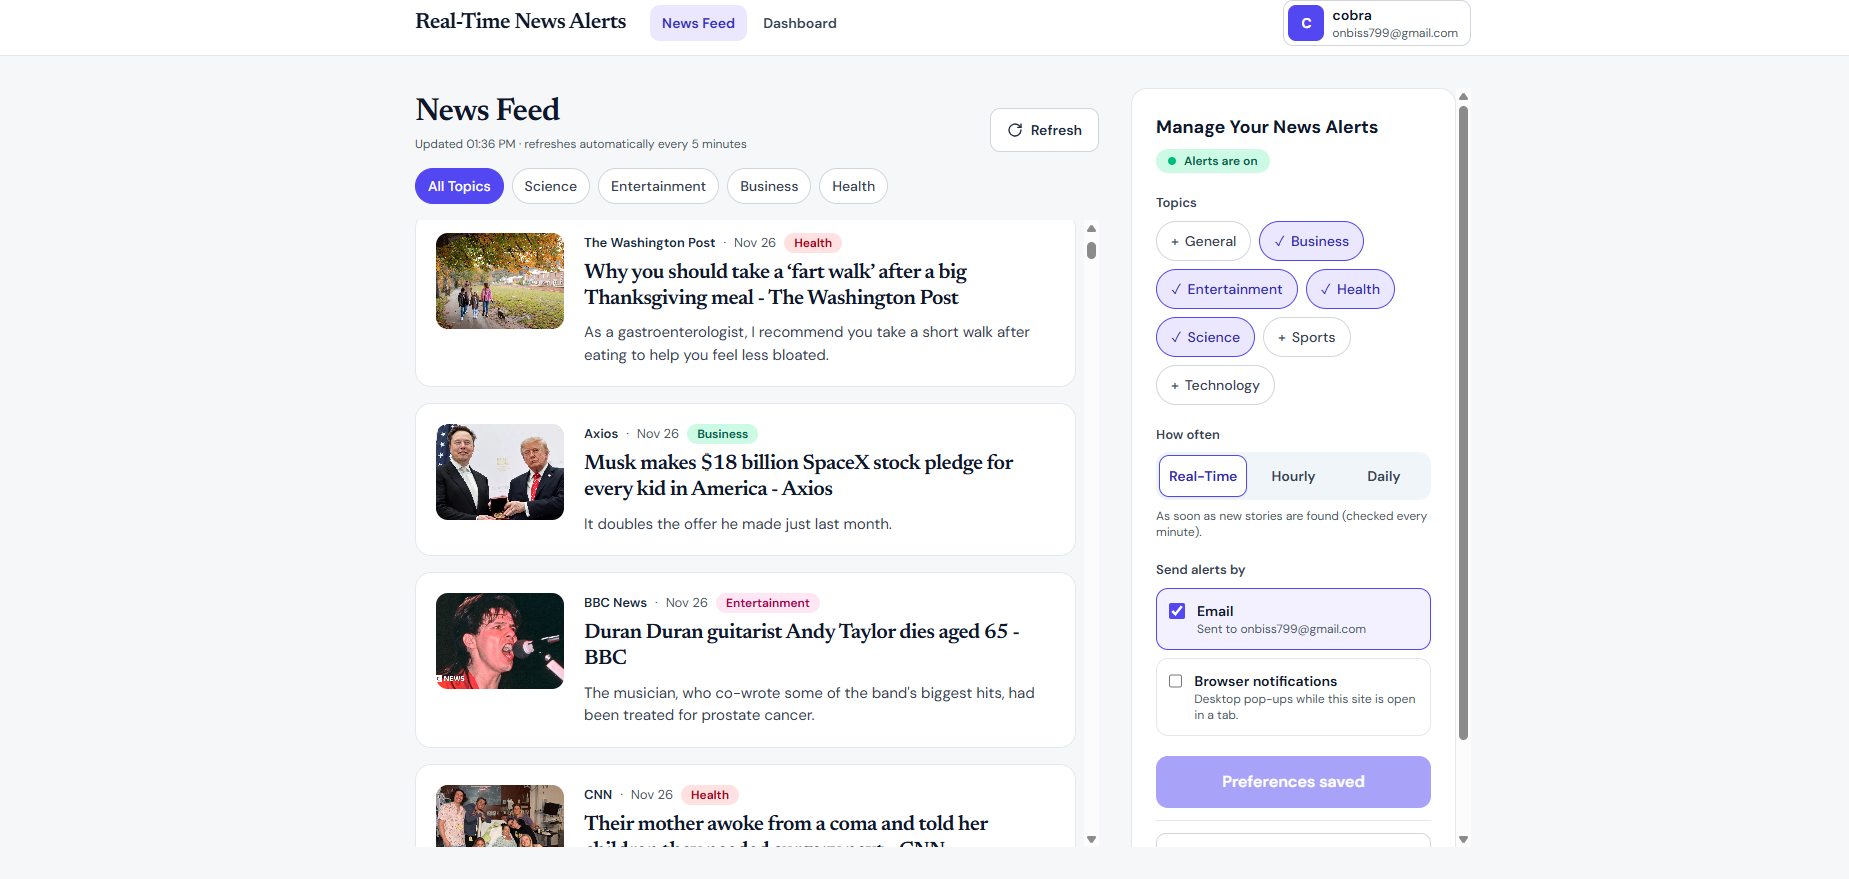 Real-Time News Alerts
News Feed
Dashboard
C
cobra
onbiss799@gmail.com
News Feed
Updated 01:36 PM · refreshes automatically every 5 minutes
Refresh
All Topics
Science
Entertainment
Business
Health
The Washington Post · Nov 26 Health
Why you should take a ‘fart walk’ after a big
Thanksgiving meal - The Washington Post
As a gastroenterologist, I recommend you take a short walk after
eating to help you feel less bloated.
Axios · Nov 26 Business
Musk makes $18 billion SpaceX stock pledge for
every kid in America - Axios
It doubles the offer he made just last month.
NEWS
BBC News · Nov 26 Entertainment
Duran Duran guitarist Andy Taylor dies aged 65 -
BBC
The musician, who co-wrote some of the band's biggest hits, had
been treated for prostate cancer.
CNN · Nov 26 Health
Their mother awoke from a coma and told her
Manage Your News Alerts
Alerts are on
Topics
+ General
✓ Business
✓ Entertainment
✓ Health
✓ Science
+ Sports
+ Technology
How often
Real-Time
Hourly
Daily
As soon as new stories are found (checked every
minute).
Send alerts by
Email
Sent to onbiss799@gmail.com
Browser notifications
Desktop pop-ups while this site is open
in a tab.
Preferences saved